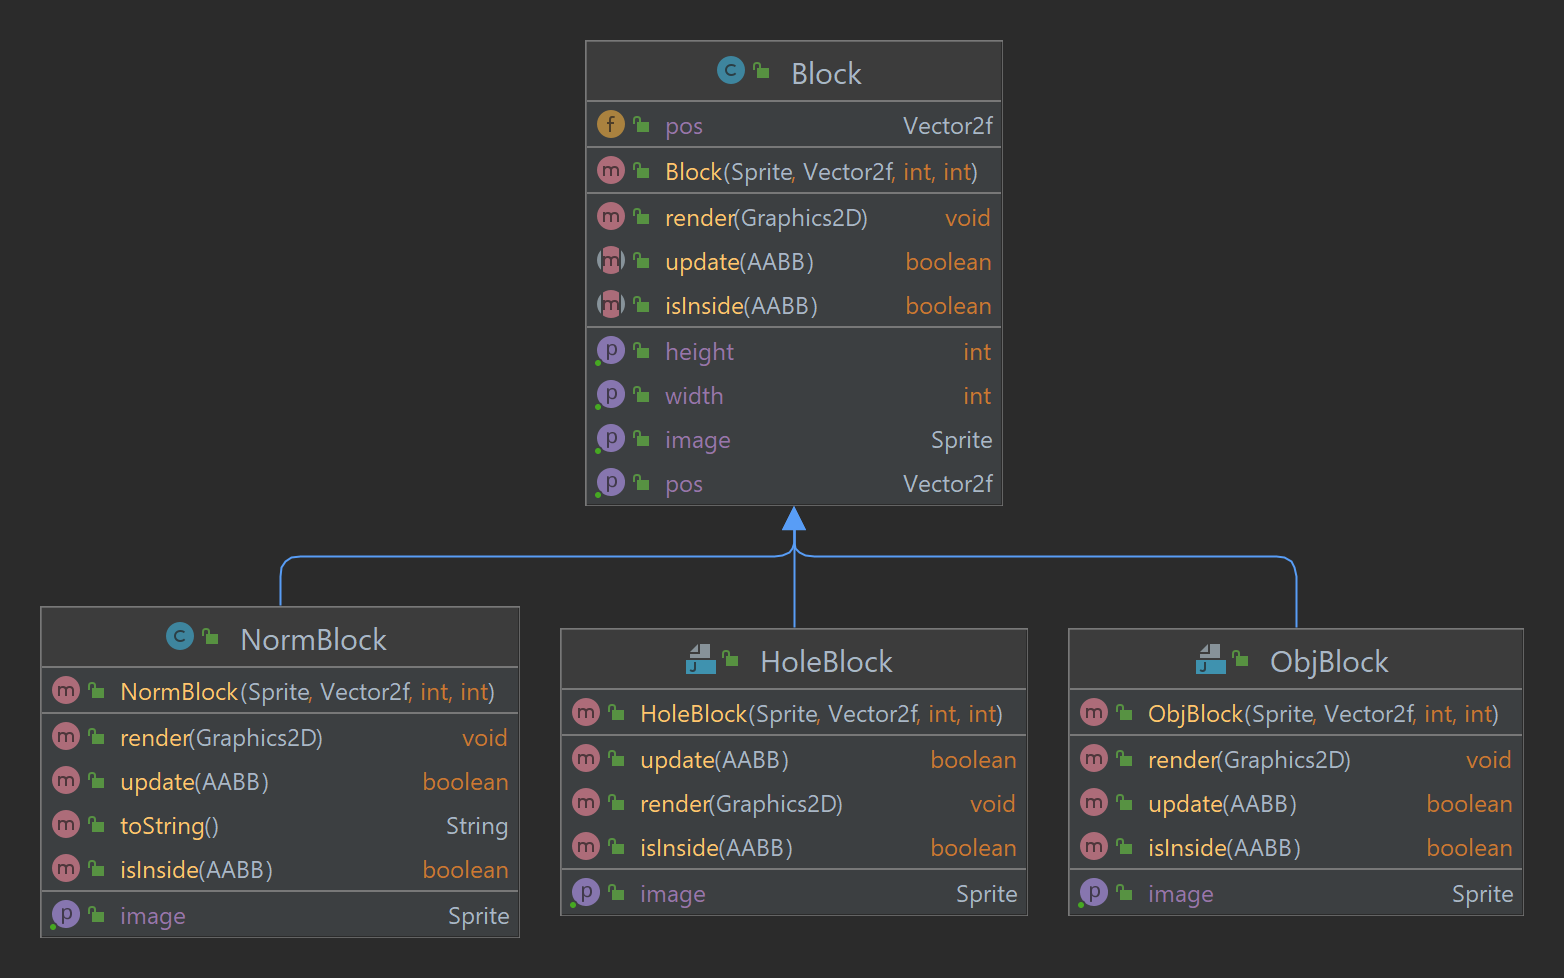 Block
pos Vector2f
Block(Sprite, Vector2f, int, int)
render(Graphics2D) void
update(AABB) boolean
isInside(AABB) boolean
height int
width int
image Sprite
pos Vector2f
NormBlock
NormBlock(Sprite, Vector2f, int, int)
render(Graphics2D) void
update(AABB) boolean
toString() String
isInside(AABB) boolean
image Sprite
HoleBlock
HoleBlock(Sprite, Vector2f, int, int)
update(AABB) boolean
render(Graphics2D) void
isInside(AABB) boolean
image Sprite
ObjBlock
ObjBlock(Sprite, Vector2f, int, int)
render(Graphics2D) void
update(AABB) boolean
isInside(AABB) boolean
image Sprite